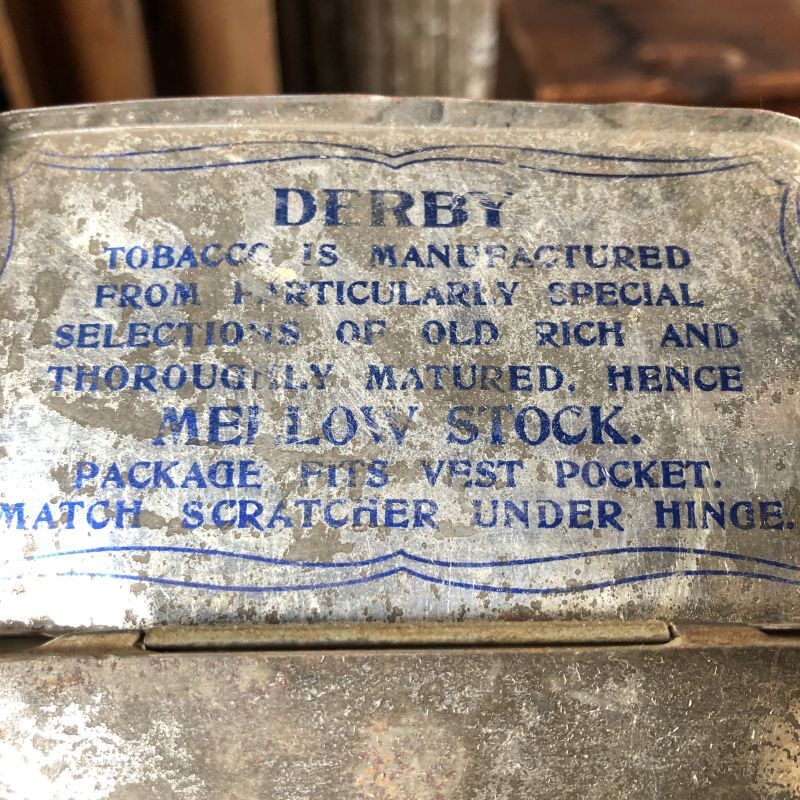 DERBY
TOBACCO IS MANUFACTURED
FROM PARTICULARLY SPECIAL
SELECTIONS OF OLD RICH AND
THOROUGHLY MATURED, HENCE
MELLOW STOCK.
PACKAGE FITS VEST POCKET.
MATCH SCRATCHER UNDER HINGE.